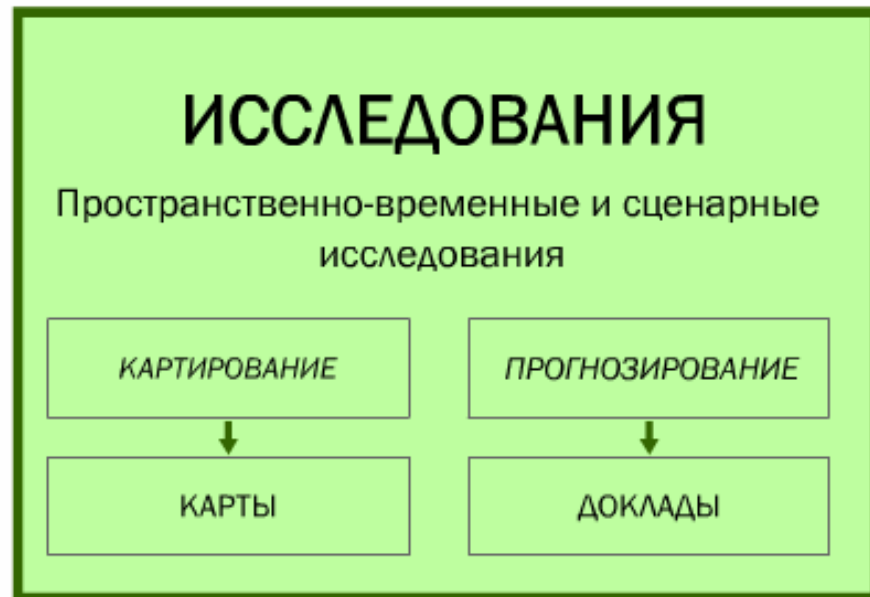 ИССЛЕДОВАНИЯ
Пространственно-временные и сценарные
исследования
КАРТИРОВАНИЕ
ПРОГНОЗИРОВАНИЕ
КАРТЫ
ДОКЛАДЫ